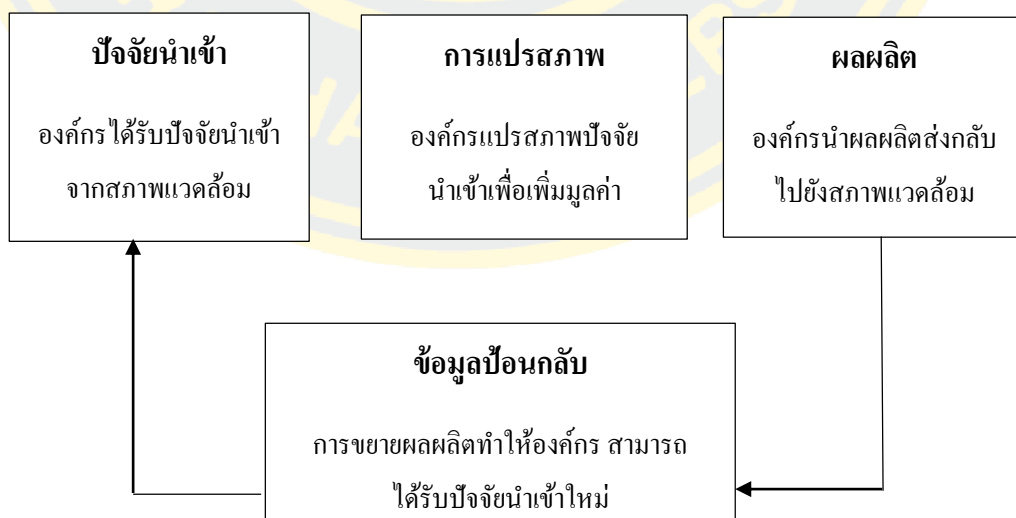 ปัจจัยนำเข้า
องค์กรได้รับปัจจัยนำเข้า
จากสภาพแวดล้อม
การแปรสภาพ
องค์กรแปรสภาพปัจจัย
นำเข้าเพื่อเพิ่มมูลค่า
ผลผลิต
องค์กรนำผลผลิตส่งกลับ
ไปยังสภาพแวดล้อม
ข้อมูลป้อนกลับ
การขยายผลผลิตทำให้องค์กร สามารถ
ได้รับปัจจัยนำเข้าใหม่